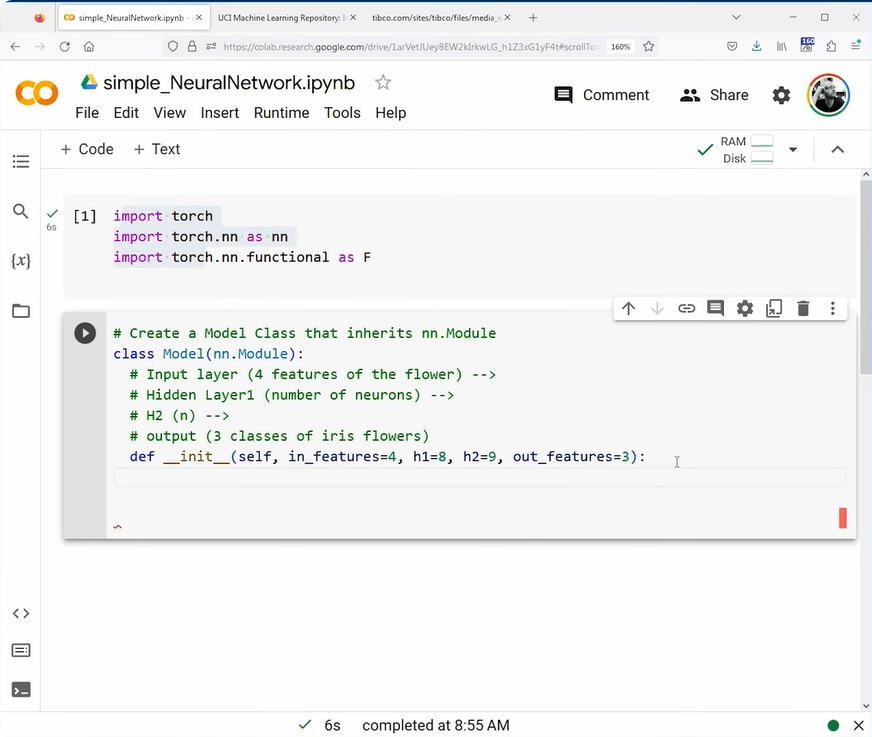 simple_NeuralNetwork.ipynb -
UCI Machine Learning Repository:
tibco.com/sites/tibco/files/media_c
https://colab.research.google.com/drive/1arVetJUey8EW2kIrkwLG_h1Z3xG1yF4t#scrollTo=
160%
160
simple_NeuralNetwork.ipynb
File Edit View Insert Runtime Tools Help
Comment
Share
+ Code + Text
RAM
Disk
[1]
6s
import torch
import torch.nn as nn
import torch.nn.functional as F
# Create a Model Class that inherits nn.Module
class Model(nn.Module):
# Input layer (4 features of the flower) -->
# Hidden Layer1 (number of neurons) -->
# H2 (n) -->
# output (3 classes of iris flowers)
def __init__(self, in_features=4, h1=8, h2=9, out_features=3):
{x}
6s completed at 8:55 AM